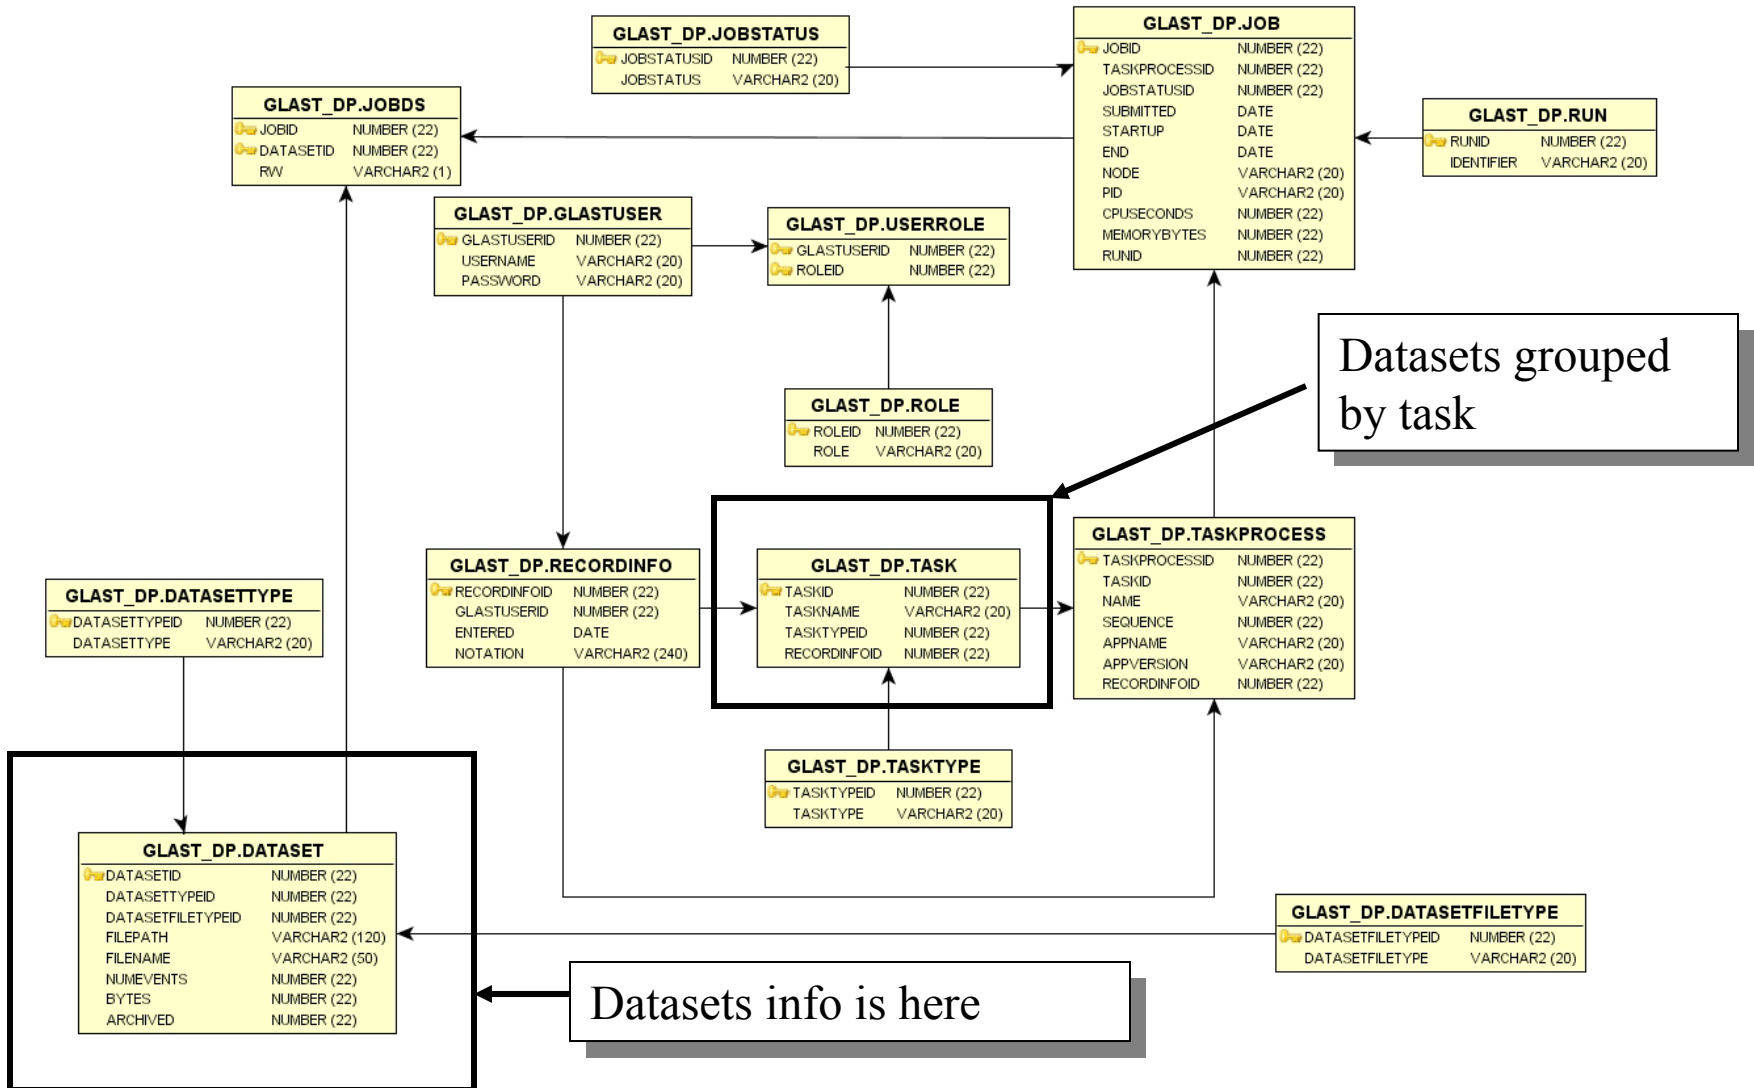 GLAST_DP.JOBSTATUS
JOBSTATUSID NUMBER (22)
JOBSTATUS VARCHAR2 (20)
GLAST_DP.JOB
JOBID NUMBER (22)
TASKPROCESSID NUMBER (22)
JOBSTATUSID NUMBER (22)
SUBMITTED DATE
STARTUP DATE
END DATE
NODE VARCHAR2 (20)
PID VARCHAR2 (20)
CPUSECONDS NUMBER (22)
MEMORYBYTES NUMBER (22)
RUNID NUMBER (22)
GLAST_DP.JOBDS
JOBID NUMBER (22)
DATASETID NUMBER (22)
RW VARCHAR2 (1)
GLAST_DP.RUN
RUNID NUMBER (22)
IDENTIFIER VARCHAR2 (20)
GLAST_DP.GLASTUSER
GLASTUSERID NUMBER (22)
USERNAME VARCHAR2 (20)
PASSWORD VARCHAR2 (20)
GLAST_DP.USERROLE
GLASTUSERID NUMBER (22)
ROLEID NUMBER (22)
Datasets grouped
by task
GLAST_DP.ROLE
ROLEID NUMBER (22)
ROLE VARCHAR2 (20)
GLAST_DP.RECORDINFO
RECORDINFOID NUMBER (22)
GLASTUSERID NUMBER (22)
ENTERED DATE
NOTATION VARCHAR2 (240)
GLAST_DP.TASK
TASKID NUMBER (22)
TASKNAME VARCHAR2 (20)
TASKTYPEID NUMBER (22)
RECORDINFOID NUMBER (22)
GLAST_DP.TASKPROCESS
TASKPROCESSID NUMBER (22)
TASKID NUMBER (22)
NAME VARCHAR2 (20)
SEQUENCE NUMBER (22)
APPNAME VARCHAR2 (20)
APPVERSION VARCHAR2 (20)
RECORDINFOID NUMBER (22)
GLAST_DP.DATASETTYPE
DATASETTYPEID NUMBER (22)
DATASETTYPE VARCHAR2 (20)
GLAST_DP.TASKTYPE
TASKTYPEID NUMBER (22)
TASKTYPE VARCHAR2 (20)
GLAST_DP.DATASET
DATASETID NUMBER (22)
DATASETTYPEID NUMBER (22)
DATASETFILETYPEID NUMBER (22)
FILEPATH VARCHAR2 (120)
FILENAME VARCHAR2 (50)
NUMEVENTS NUMBER (22)
BYTES NUMBER (22)
ARCHIVED NUMBER (22)
GLAST_DP.DATASETFILETYPE
DATASETFILETYPEID NUMBER (22)
DATASETFILETYPE VARCHAR2 (20)
Datasets info is here